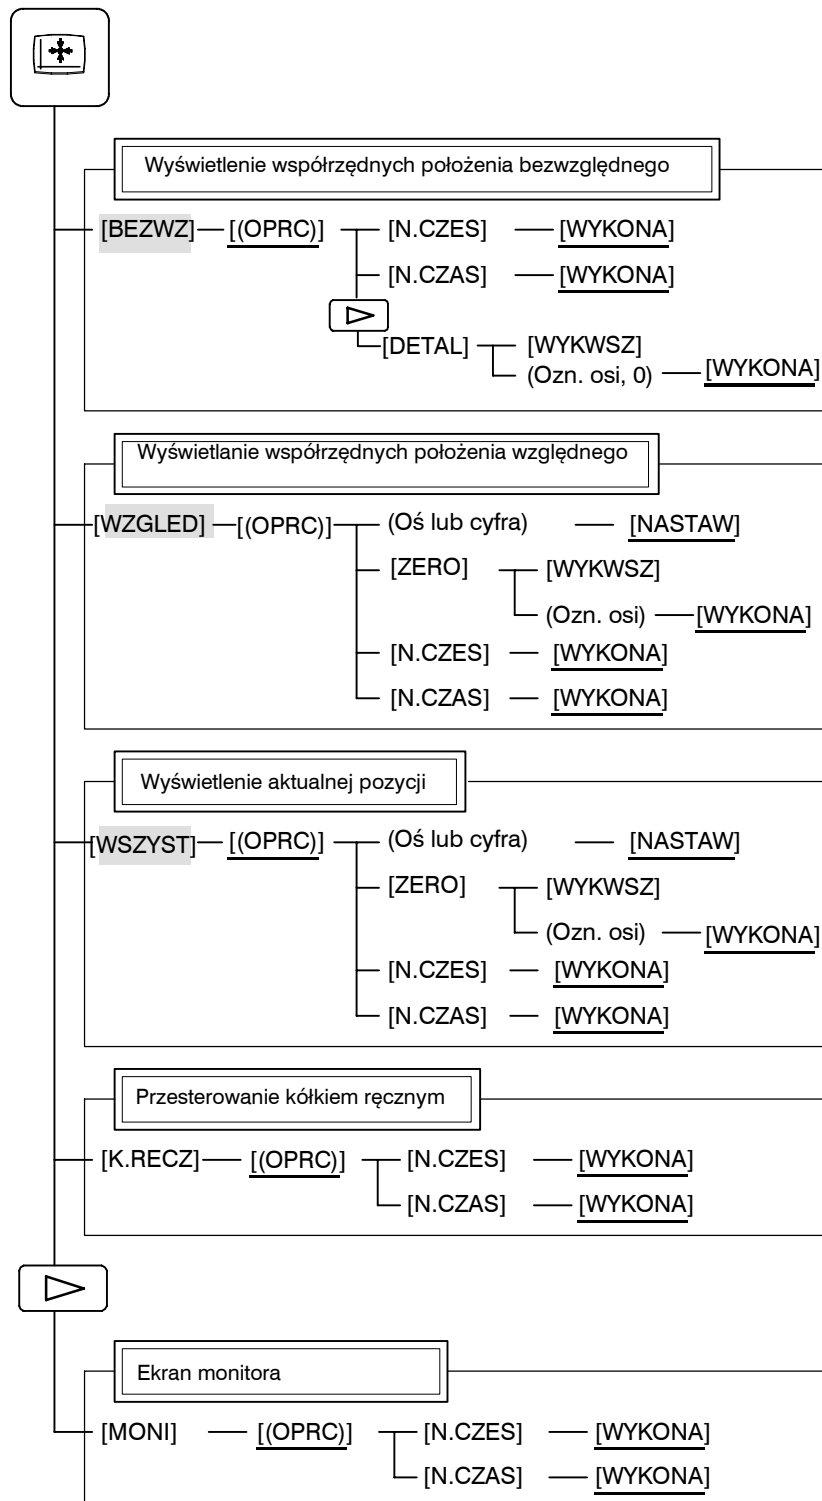 Wyświetlenie współrzędnych położenia bezwzględnego
[BEZWZ] [(OPRC)] [N.CZES] [WYKONA]
[N.CZAS] [WYKONA]
[DETAL] [WYKWSZ]
(Ozn. osi, 0) [WYKONA]
Wyświetlanie współrzędnych położenia względnego
[WZGLED] [(OPRC)] (Oś lub cyfra) [NASTAW]
[ZERO] [WYKWSZ]
(Ozn. osi) [WYKONA]
[N.CZES] [WYKONA]
[N.CZAS] [WYKONA]
Wyświetlenie aktualnej pozycji
[WSZYST] [(OPRC)] (Oś lub cyfra) [NASTAW]
[ZERO] [WYKWSZ]
(Ozn. osi) [WYKONA]
[N.CZES] [WYKONA]
[N.CZAS] [WYKONA]
Przesterowanie kółkiem ręcznym
[K.RECZ] [(OPRC)] [N.CZES] [WYKONA]
[N.CZAS] [WYKONA]
Ekran monitora
[MONI] [(OPRC)] [N.CZES] [WYKONA]
[N.CZAS] [WYKONA]